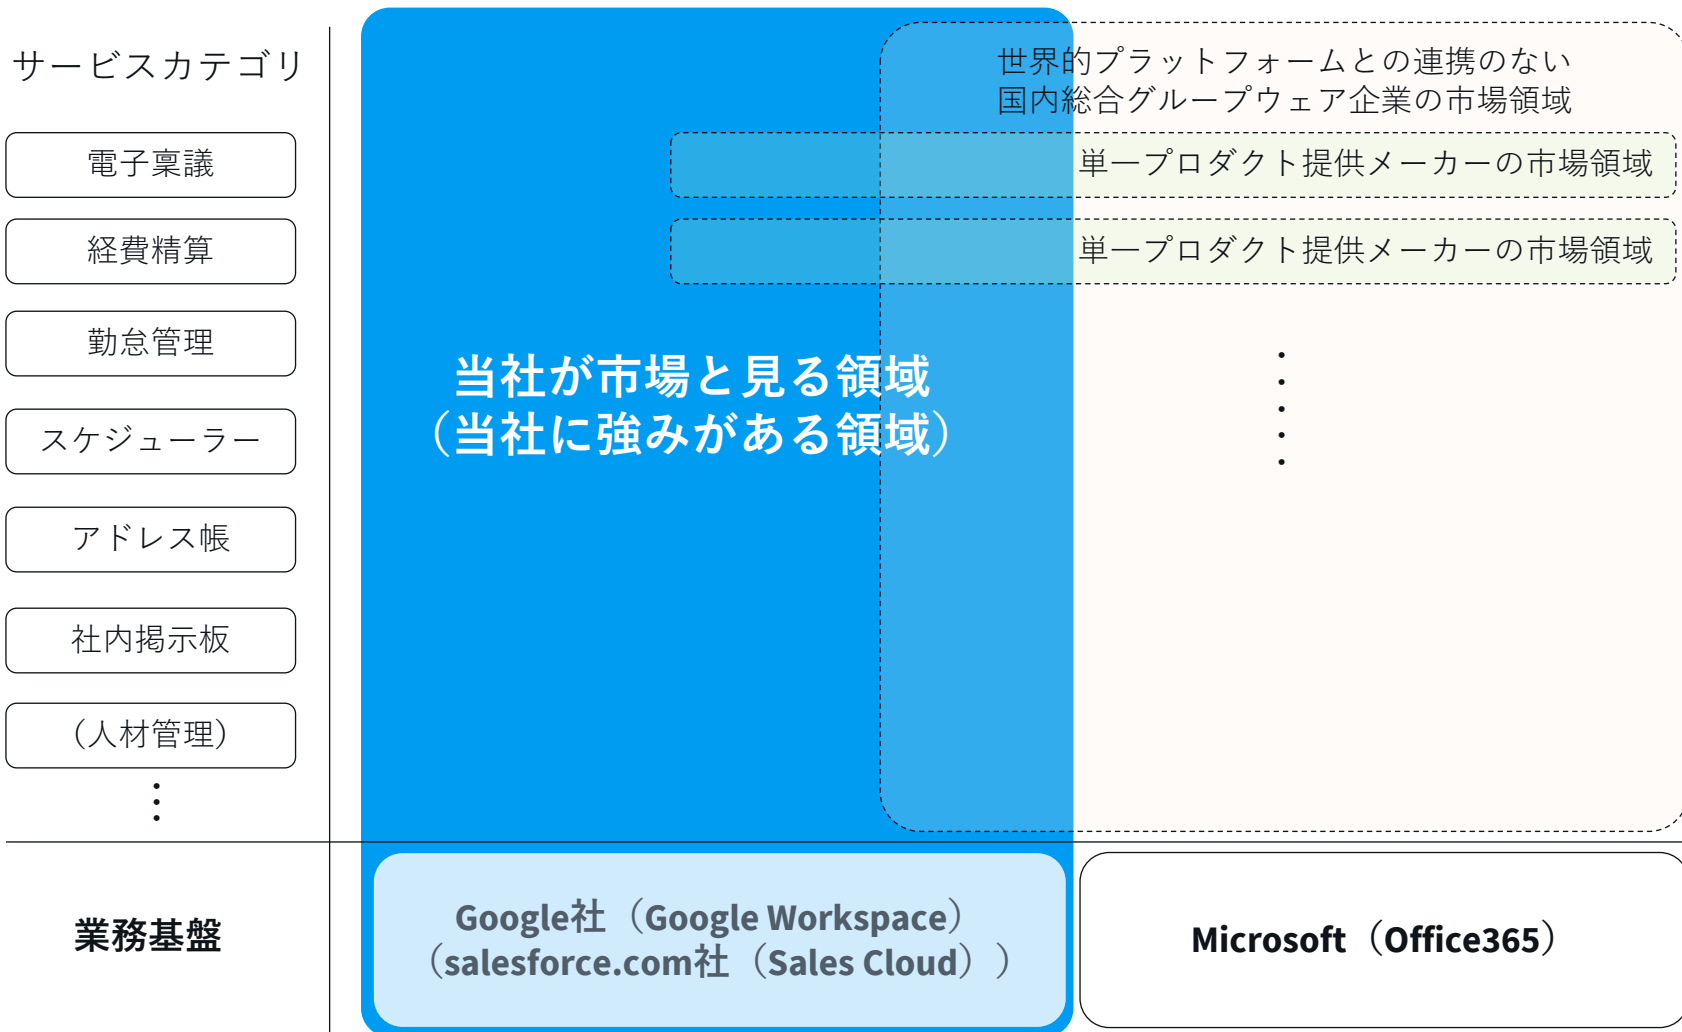 サービスカテゴリ
世界的プラットフォームとの連携のない
国内総合グループウェア企業の市場領域
電子稟議
単一プロダクト提供メーカーの市場領域
経費精算
単一プロダクト提供メーカーの市場領域
勤怠管理
当社が市場と見る領域
（当社に強みがある領域）
スケジューラー
アドレス帳
社内掲示板
（人材管理）
業務基盤
Google社（Google Workspace）
（salesforce.com社（Sales Cloud））
Microsoft（Office365）